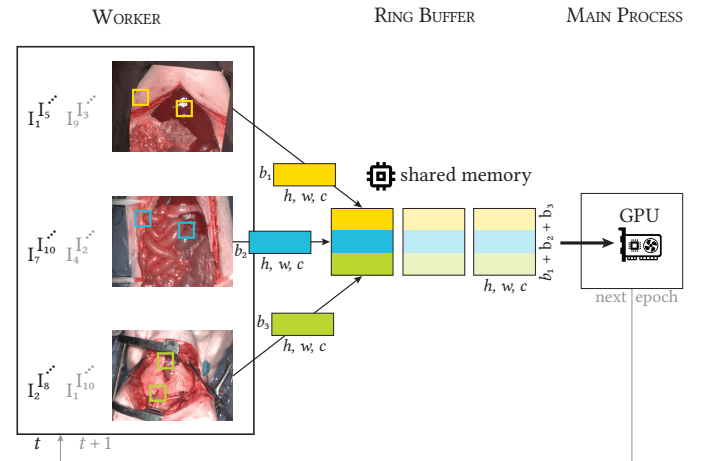 WORKER
RING BUFFER
MAIN PROCESS
I₁ I₅ ⋰ I₉ I₃ ⋰
b₁
h, w, c
shared memory
I₇ I₁₀ ⋰ I₄ I₂ ⋰
b₂
h, w, c
h, w, c
b₁ + b₂ + b₃
GPU
next epoch
b₃
h, w, c
I₂ I₈ ⋰ I₁ I₁₀ ⋰
t t + 1